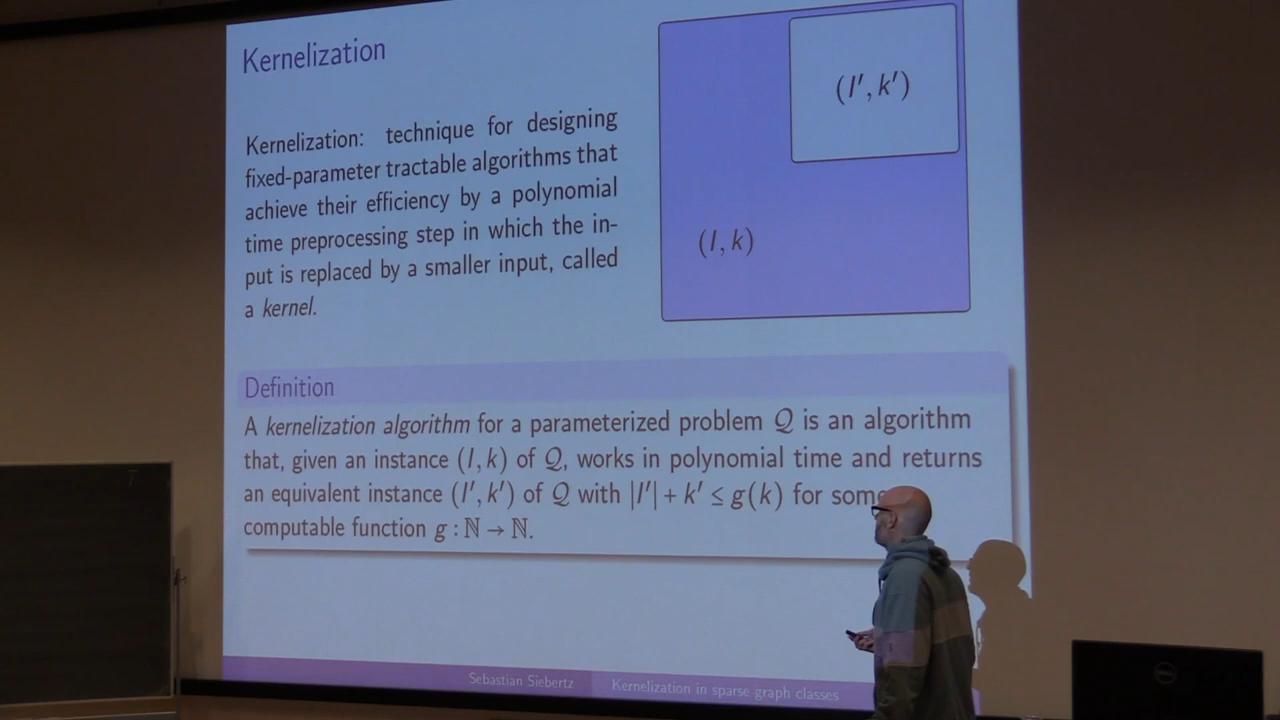 Kernelization
Kernelization: technique for designing
fixed-parameter tractable algorithms that
achieve their efficiency by a polynomial
time preprocessing step in which the in-
put is replaced by a smaller input, called
a kernel.
(I′, k′)
(I, k)
Definition
A kernelization algorithm for a parameterized problem Q is an algorithm
that, given an instance (I, k) of Q, works in polynomial time and returns
an equivalent instance (I′, k′) of Q with |I′| + k′ ≤ g(k) for some
computable function g : ℕ → ℕ.
Sebastian Siebertz Kernelization in sparse graph classes
DELL